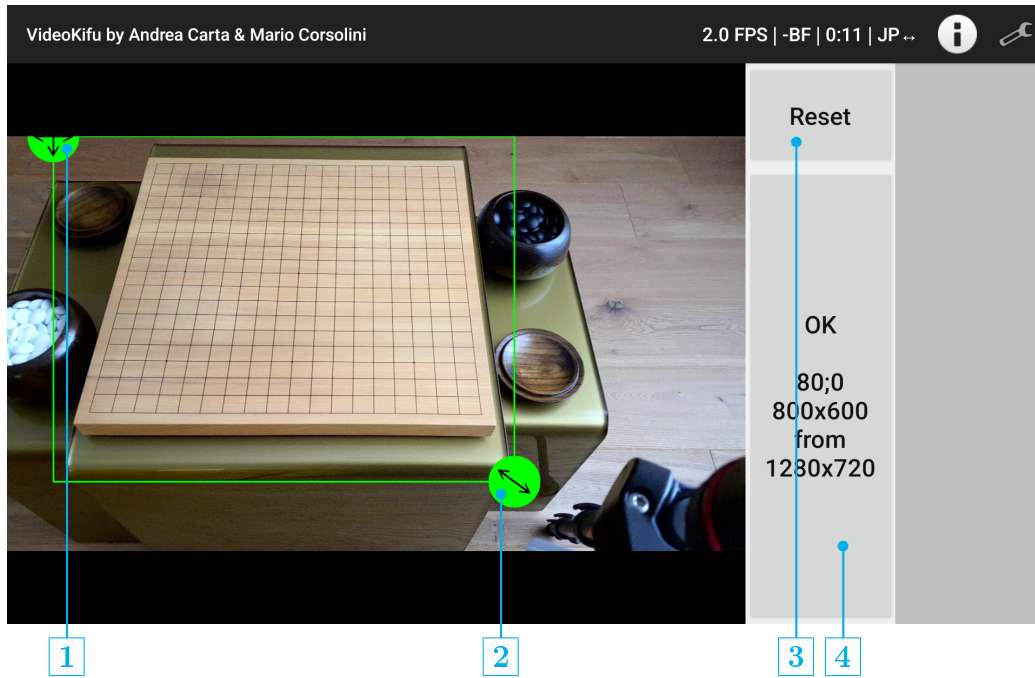 VideoKifu by Andrea Carta & Mario Corsolini
2.0 FPS | -BF | 0:11 | JP↔
Reset
OK
80;0
800x600
from
1280x720
1
2
3
4